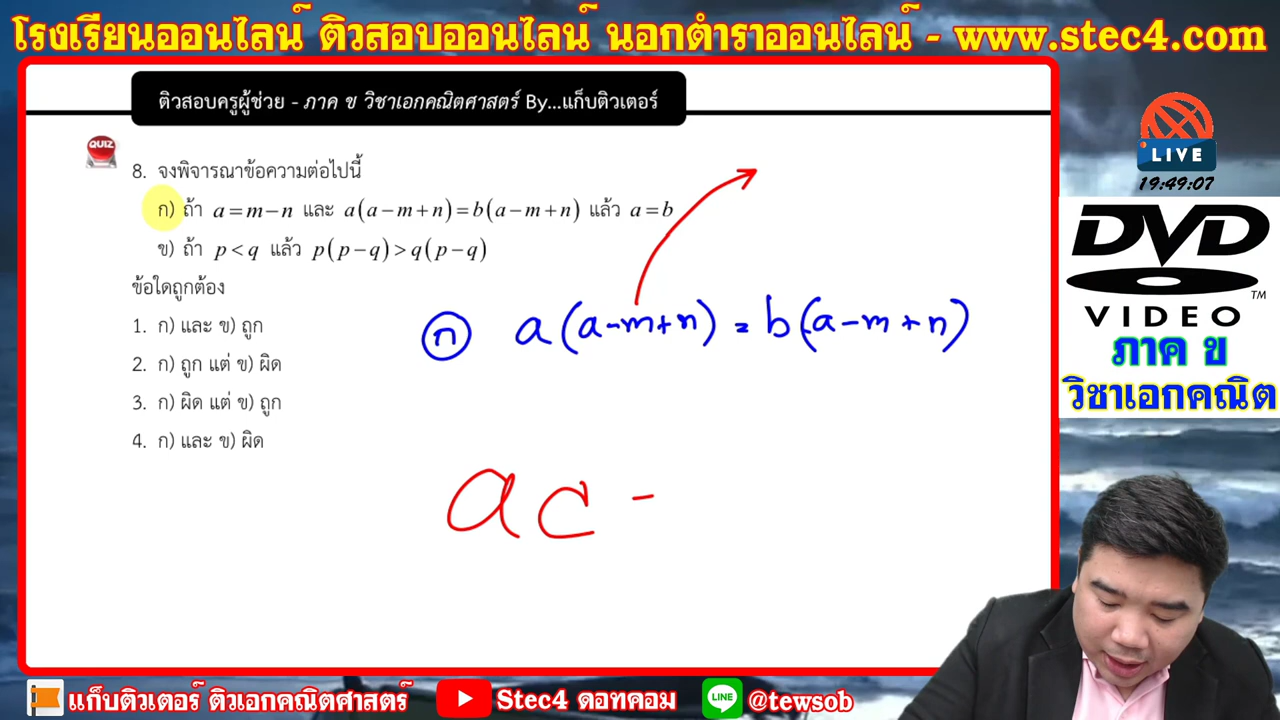 โรงเรียนออนไลน์ ติวสอบออนไลน์ นอกตำราออนไลน์ - www.stec4.com
ติวสอบครูผู้ช่วย - ภาค ข วิชาเอกคณิตศาสตร์ By...แก็บติวเตอร์
QUIZ
8. จงพิจารณาข้อความต่อไปนี้
ก) ถ้า a=m−n และ a(a−m+n)=b(a−m+n) แล้ว a=b
ข) ถ้า p<q แล้ว p(p−q)>q(p−q)
ข้อใดถูกต้อง
1. ก) และ ข) ถูก
2. ก) ถูก แต่ ข) ผิด
3. ก) ผิด แต่ ข) ถูก
4. ก) และ ข) ผิด
ก a(a-m+n) = b(a-m+n)
ac -
LIVE
19:49:07
DVD
TM
VIDEO
ภาค ข
วิชาเอกคณิต
แก็บติวเตอร์ ติวเอกคณิตศาสตร์
Stec4 ดอทคอม
LINE
@tewsob